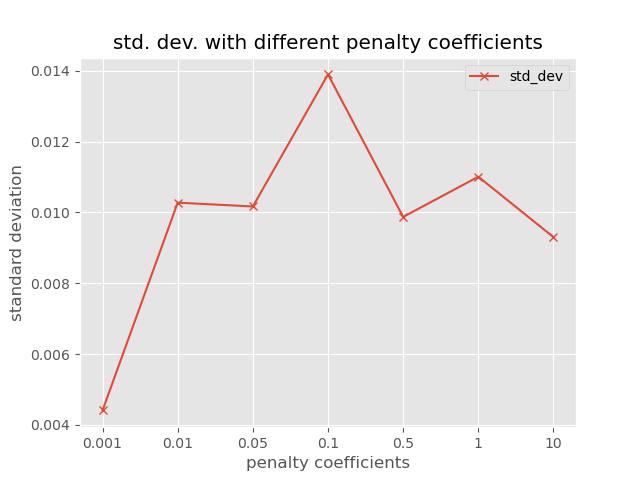 std. dev. with different penalty coefficients
std_dev
0.014
0.012
0.010
0.008
0.006
0.004
standard deviation
0.001 0.01 0.05 0.1 0.5 1 10
penalty coefficients